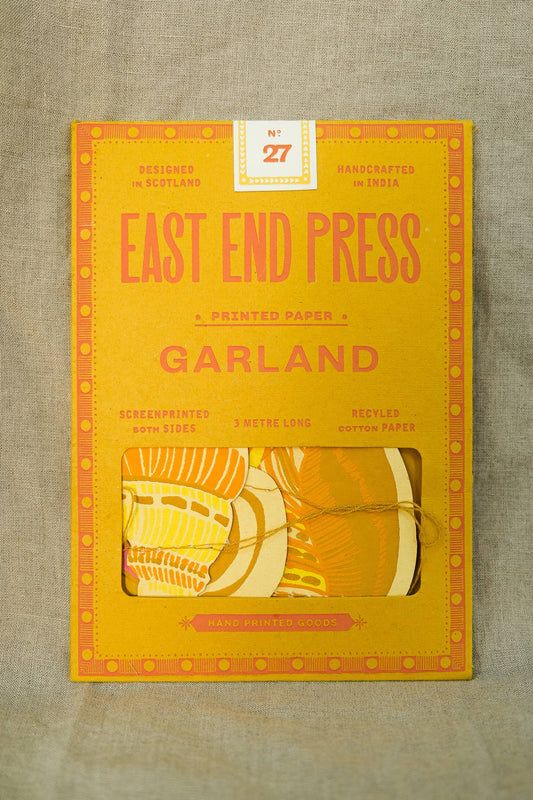 Nº
27
DESIGNED
IN SCOTLAND
HANDCRAFTED
IN INDIA
EAST END PRESS
• PRINTED PAPER •
GARLAND
SCREENPRINTED
BOTH SIDES
3 METRE LONG
RECYLED
COTTON PAPER
HAND PRINTED GOODS